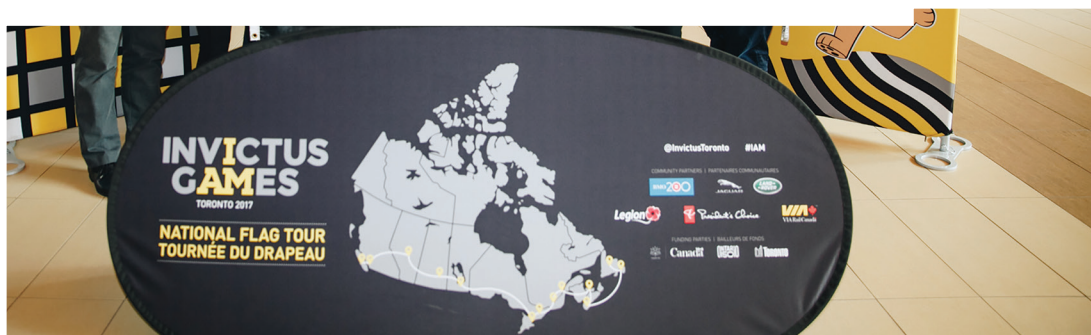 INVICTUS
GAMES
TORONTO 2017
NATIONAL FLAG TOUR
TOURNÉE DU DRAPEAU
@InvictusToronto #IAM
COMMUNITY PARTNERS | PARTENAIRES COMMUNAUTAIRES
JAGUAR
LAND ROVER
Legion
President's Choice
VIA
VIA Rail Canada
FUNDING PARTIES | BAILLEURS DE FONDS
Canada
Toronto